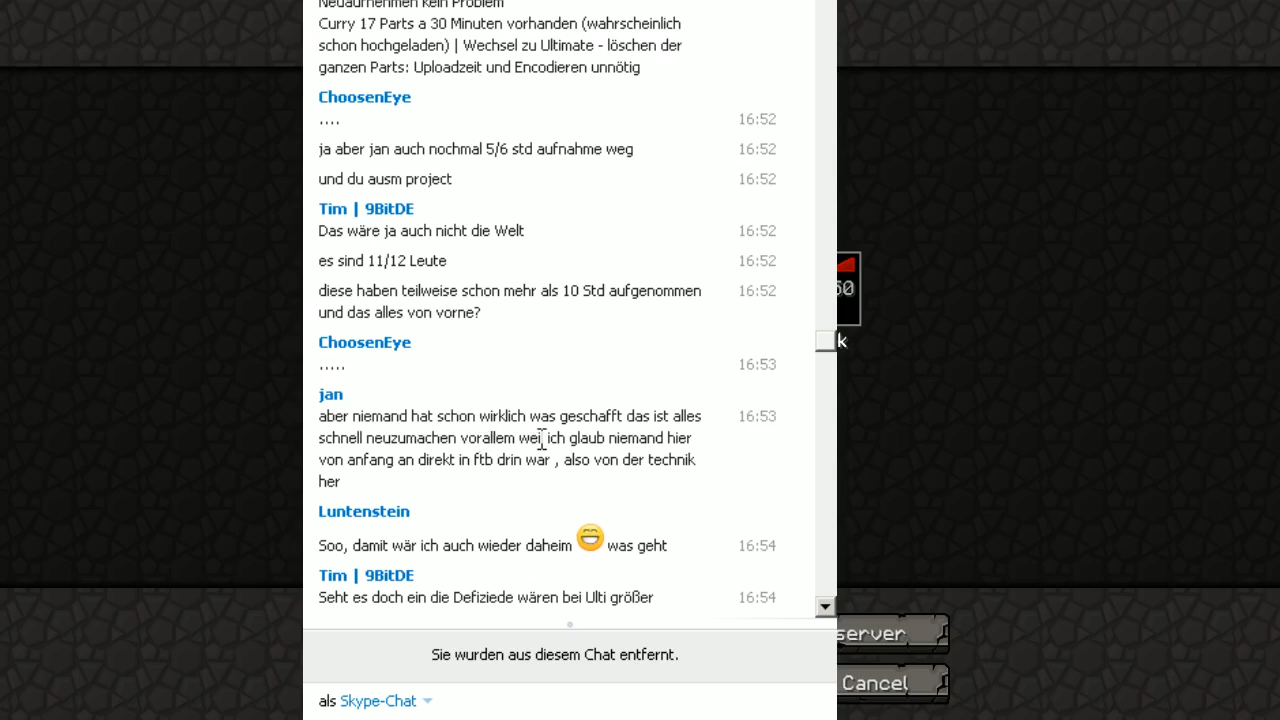 Neuaufnehmen kein Problem
Curry 17 Parts a 30 Minuten vorhanden (wahrscheinlich
schon hochgeladen) | Wechsel zu Ultimate - löschen der
ganzen Parts: Uploadzeit und Encodieren unnötig
ChoosenEye
.... 16:52
ja aber jan auch nochmal 5/6 std aufnahme weg 16:52
und du ausm project 16:52
Tim | 9BitDE
Das wäre ja auch nicht die Welt 16:52
es sind 11/12 Leute 16:52
diese haben teilweise schon mehr als 10 Std aufgenommen 16:52
und das alles von vorne?
ChoosenEye
..... 16:53
jan
aber niemand hat schon wirklich was geschafft das ist alles 16:53
schnell neuzumachen vorallem weil ich glaub niemand hier
von anfang an direkt in ftb drin war , also von der technik
her
Luntenstein
Soo, damit wär ich auch wieder daheim 😄 was geht 16:54
Tim | 9BitDE
Seht es doch ein die Defiziede wären bei Ulti größer 16:54
Sie wurden aus diesem Chat entfernt.
als Skype-Chat
60
k
server
Cancel